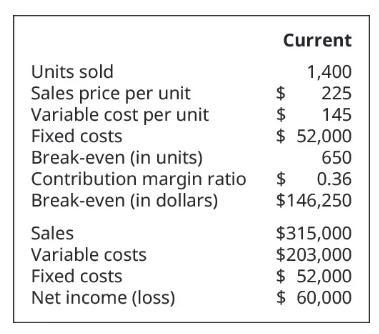 Current
Units sold 1,400
Sales price per unit $ 225
Variable cost per unit $ 145
Fixed costs $ 52,000
Break-even (in units) 650
Contribution margin ratio $ 0.36
Break-even (in dollars) $146,250
Sales $315,000
Variable costs $203,000
Fixed costs $ 52,000
Net income (loss) $ 60,000